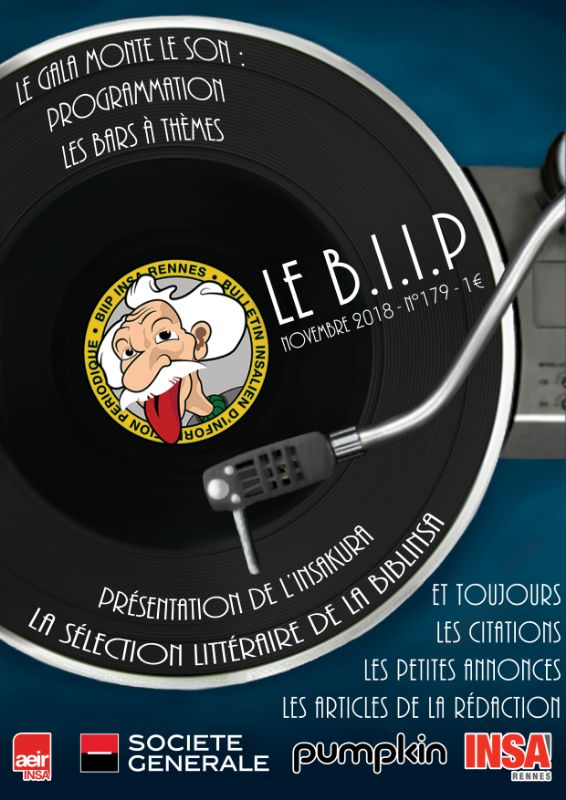 LE GALA MONTE LE SON :
PROGRAMMATION
LES BARS À THÈMES
LE B.I.I.P
NOVEMBRE 2018 - N°179 - 1€
BIIP INSA RENNES • BULLETIN INSALIEN D'INFORMATION PERIODIQUE •
PRÉSENTATION DE L'INSAKURA
LA SÉLECTION LITTÉRAIRE DE LA BIBLINSA
ET TOUJOURS
LES CITATIONS
LES PETITES ANNONCES
LES ARTICLES DE LA RÉDACTION
aeir
INSA
SOCIETE
GENERALE
pumpkin
INSA
RENNES